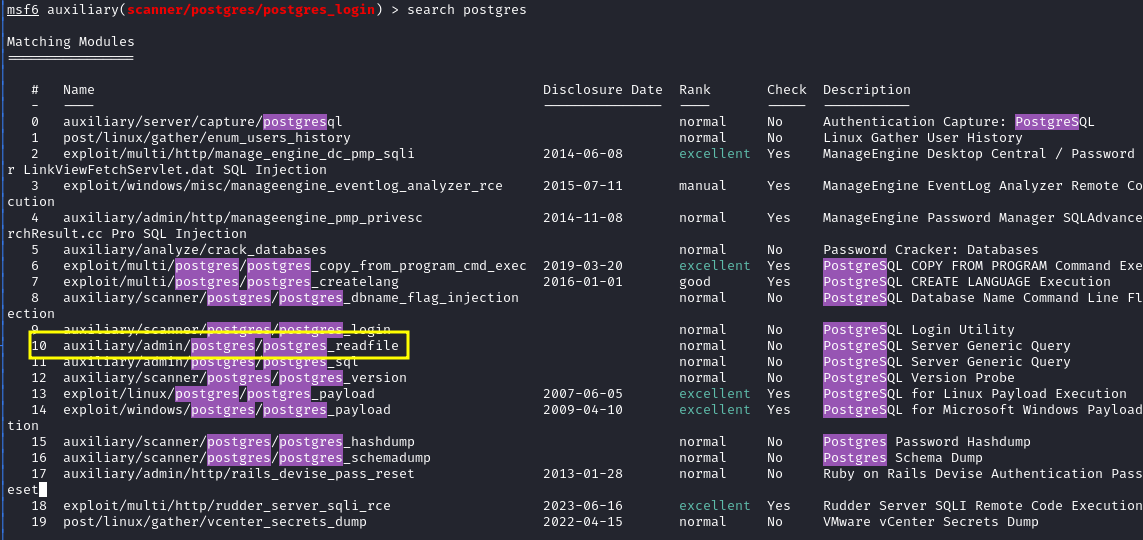 msf6 auxiliary(scanner/postgres/postgres_login) > search postgres
Matching Modules
================
# Name Disclosure Date Rank Check Description
- ---- --------------- ---- ----- -----------
0 auxiliary/server/capture/postgresql normal No Authentication Capture: PostgreSQL
1 post/linux/gather/enum_users_history normal No Linux Gather User History
2 exploit/multi/http/manage_engine_dc_pmp_sqli 2014-06-08 excellent Yes ManageEngine Desktop Central / Password
r LinkViewFetchServlet.dat SQL Injection
3 exploit/windows/misc/manageengine_eventlog_analyzer_rce 2015-07-11 manual Yes ManageEngine EventLog Analyzer Remote Co
cution
4 auxiliary/admin/http/manageengine_pmp_privesc 2014-11-08 normal Yes ManageEngine Password Manager SQLAdvance
rchResult.cc Pro SQL Injection
5 auxiliary/analyze/crack_databases normal No Password Cracker: Databases
6 exploit/multi/postgres/postgres_copy_from_program_cmd_exec 2019-03-20 excellent Yes PostgreSQL COPY FROM PROGRAM Command Exe
7 exploit/multi/postgres/postgres_createlang 2016-01-01 good Yes PostgreSQL CREATE LANGUAGE Execution
8 auxiliary/scanner/postgres/postgres_dbname_flag_injection normal No PostgreSQL Database Name Command Line Fl
ection
9 auxiliary/scanner/postgres/postgres_login normal No PostgreSQL Login Utility
10 auxiliary/admin/postgres/postgres_readfile normal No PostgreSQL Server Generic Query
11 auxiliary/admin/postgres/postgres_sql normal No PostgreSQL Server Generic Query
12 auxiliary/scanner/postgres/postgres_version normal No PostgreSQL Version Probe
13 exploit/linux/postgres/postgres_payload 2007-06-05 excellent Yes PostgreSQL for Linux Payload Execution
14 exploit/windows/postgres/postgres_payload 2009-04-10 excellent Yes PostgreSQL for Microsoft Windows Payload
tion
15 auxiliary/scanner/postgres/postgres_hashdump normal No Postgres Password Hashdump
16 auxiliary/scanner/postgres/postgres_schemadump normal No Postgres Schema Dump
17 auxiliary/admin/http/rails_devise_pass_reset 2013-01-28 normal No Ruby on Rails Devise Authentication Pass
eset
18 exploit/multi/http/rudder_server_sqli_rce 2023-06-16 excellent Yes Rudder Server SQLI Remote Code Execution
19 post/linux/gather/vcenter_secrets_dump 2022-04-15 normal No VMware vCenter Secrets Dump